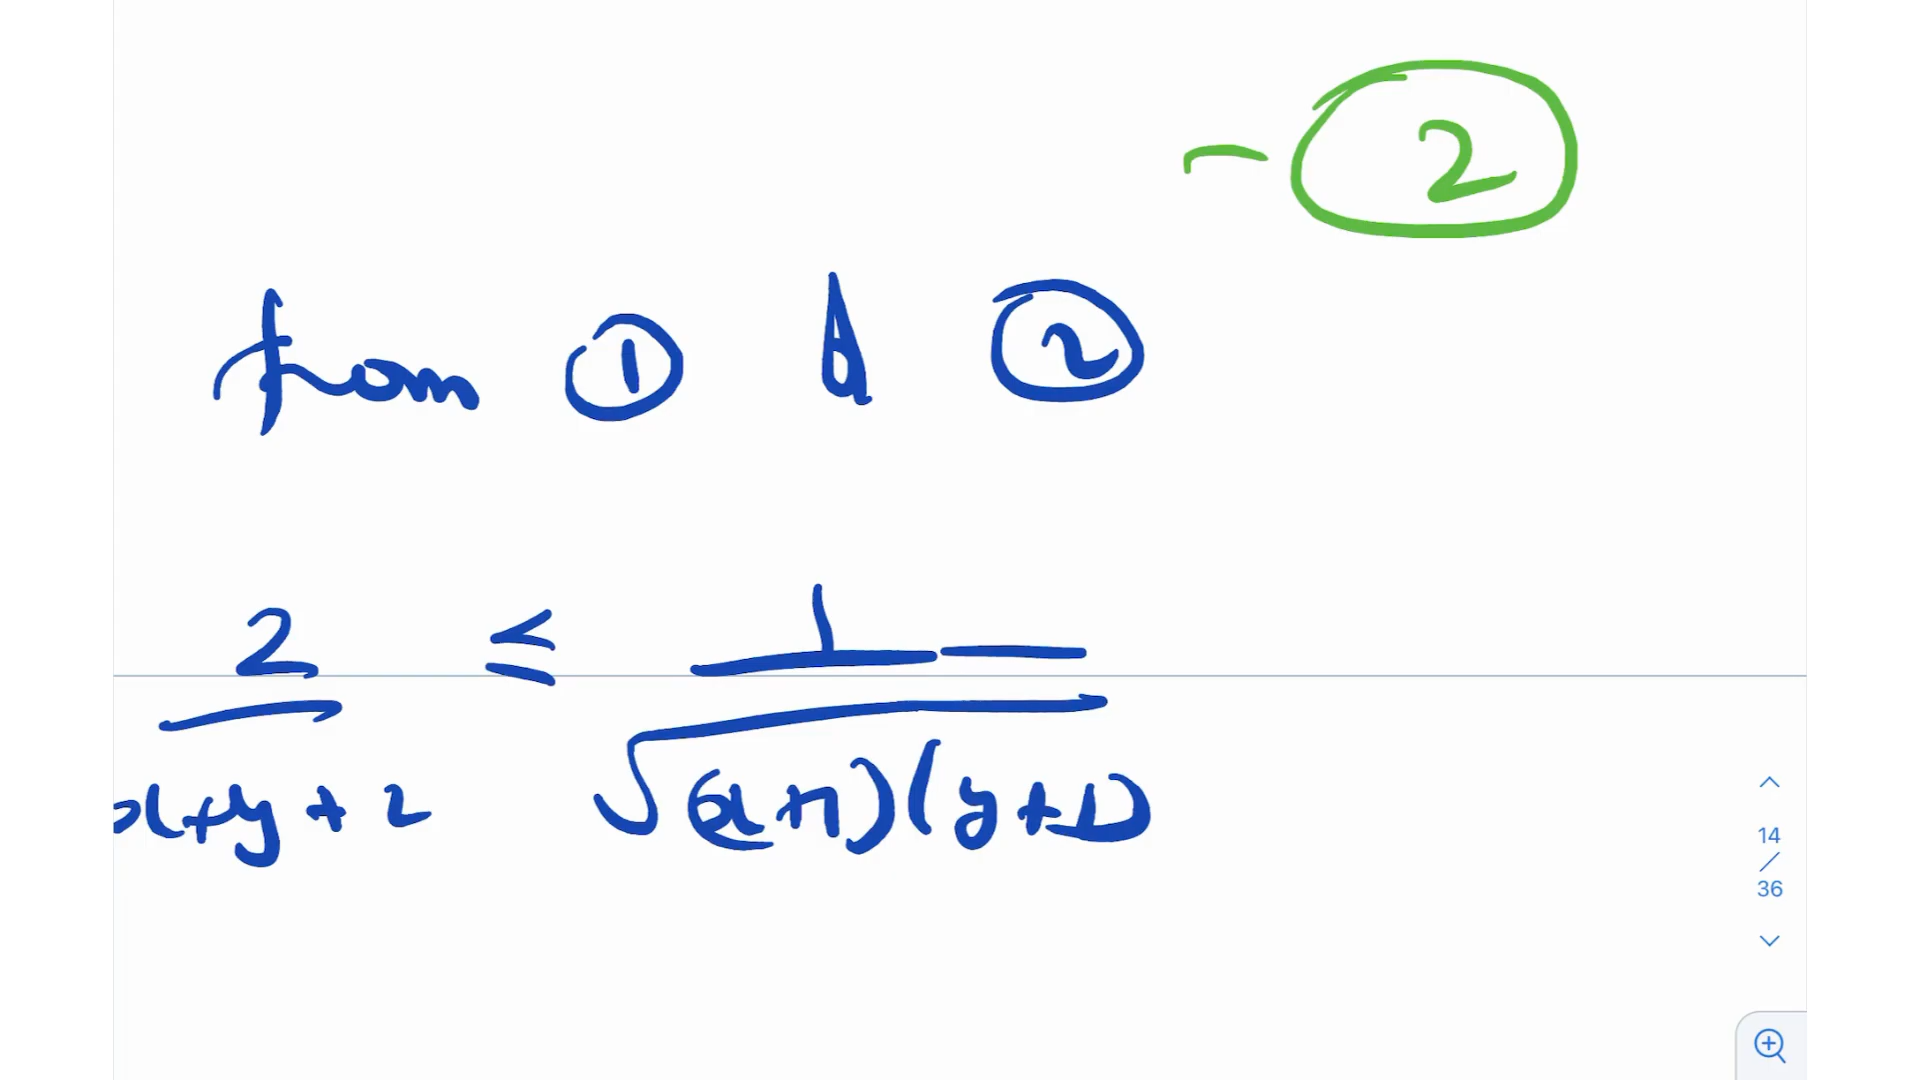 - ②
from ① & ②
2/(x+y+2) ≤ 1/√((x+1)(y+1))
14
/
36